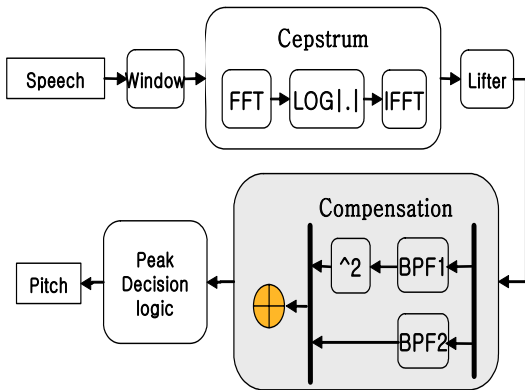 Cepstrum
Speech
Window
FFT
LOG|.|
IFFT
Lifter
Compensation
^2
BPF1
BPF2
Peak
Decision
logic
Pitch